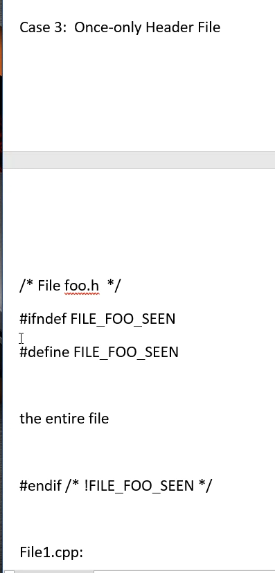 Case 3:  Once-only Header File
/* File foo.h  */
#ifndef FILE_FOO_SEEN
#define FILE_FOO_SEEN
the entire file
#endif /* !FILE_FOO_SEEN */
File1.cpp: